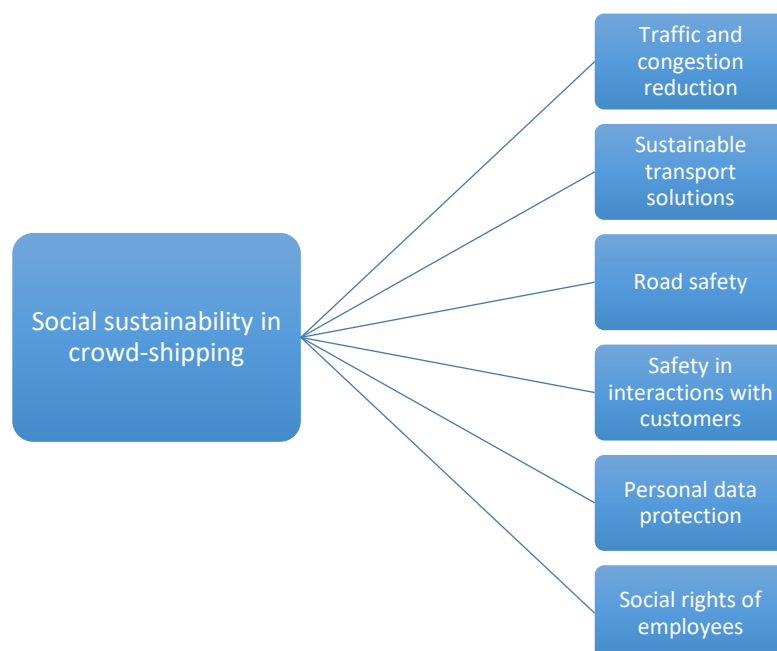 Traffic and
congestion
reduction
Sustainable
transport
solutions
Road safety
Social sustainability in
crowd-shipping
Safety in
interactions with
customers
Personal data
protection
Social rights of
employees